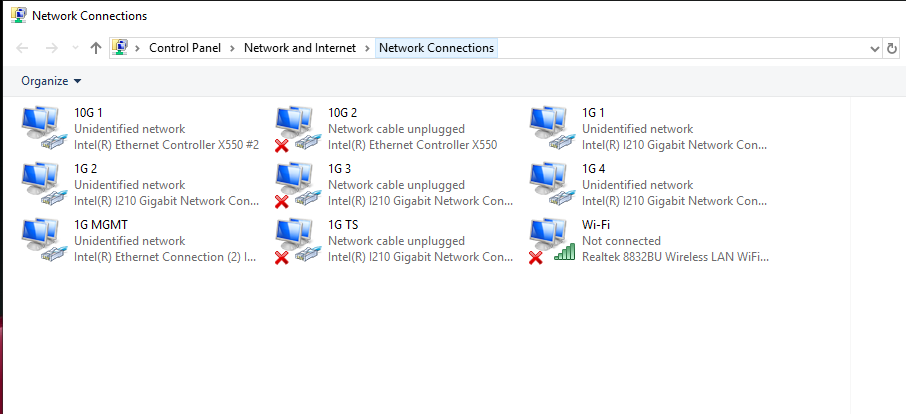 Network Connections
Control Panel > Network and Internet > Network Connections
Organize
10G 1
Unidentified network
Intel(R) Ethernet Controller X550 #2
10G 2
Network cable unplugged
Intel(R) Ethernet Controller X550
1G 1
Unidentified network
Intel(R) I210 Gigabit Network Con...
1G 2
Unidentified network
Intel(R) I210 Gigabit Network Con...
1G 3
Network cable unplugged
Intel(R) I210 Gigabit Network Con...
1G 4
Unidentified network
Intel(R) I210 Gigabit Network Con...
1G MGMT
Unidentified network
Intel(R) Ethernet Connection (2) I...
1G TS
Network cable unplugged
Intel(R) I210 Gigabit Network Con...
Wi-Fi
Not connected
Realtek 8832BU Wireless LAN WiFi...